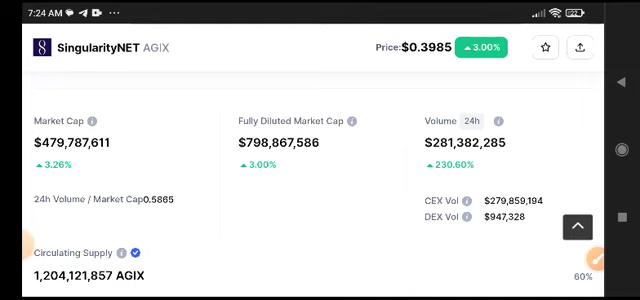 7:24 AM ··· 22
SingularityNET AGIX Price: $0.3985 3.00%
Market Cap Fully Diluted Market Cap Volume 24h
$479,787,611 $798,867,586 $281,382,285
3.26% 3.00% 230.60%
24h Volume / Market Cap 0.5865
CEX Vol $279,859,194
DEX Vol $947,328
Circulating Supply
1,204,121,857 AGIX 60%